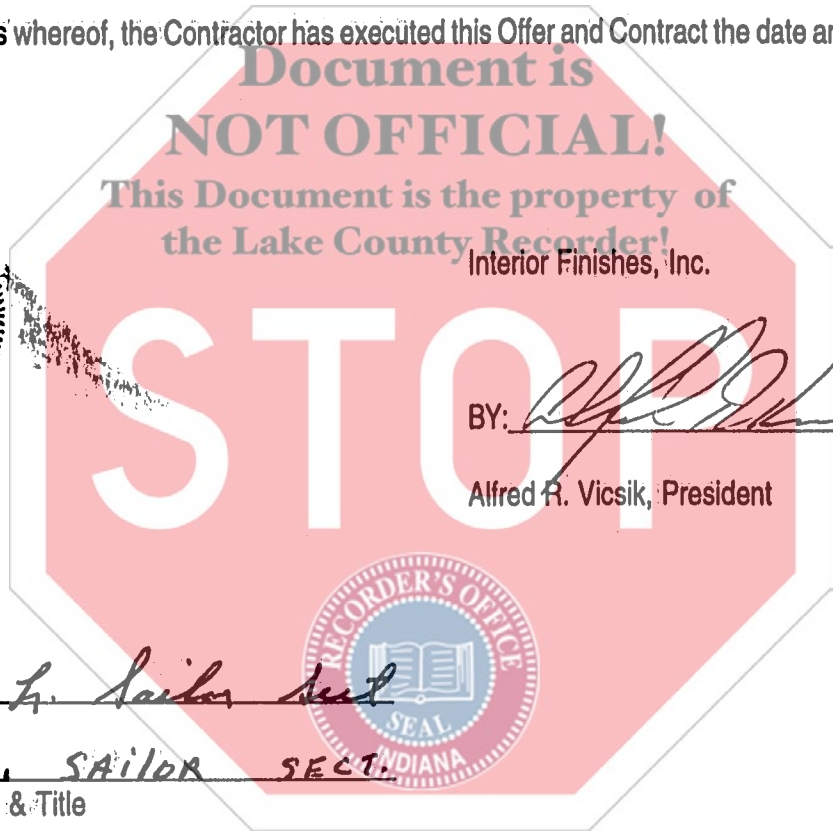 s whereof, the Contractor has executed this Offer and Contract the date an
Document is
NOT OFFICIAL!
This Document is the property of
the Lake County Recorder!
Interior Finishes, Inc.
STOP
BY:
Alfred R. Vicsik, President
RECORDER'S OFFICE
SEAL
INDIANA
L. Sailor Sect
SAILOR SECT.
& Title